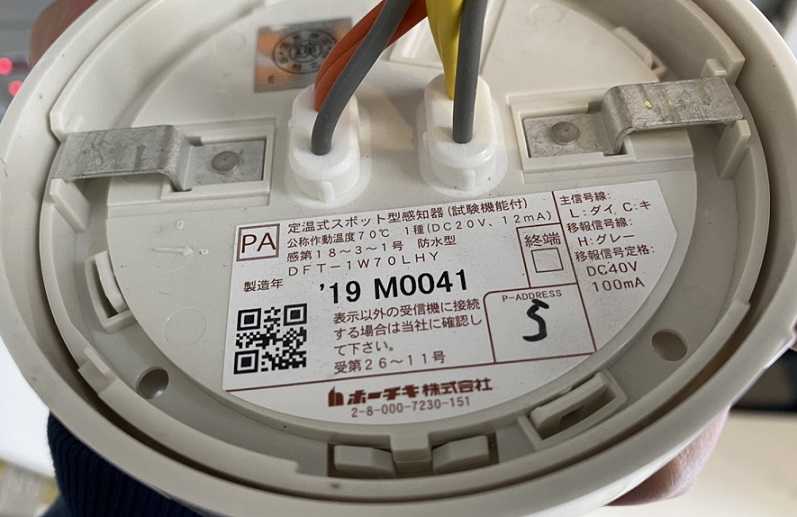 PA
定温式スポット型感知器(試験機能付)
公称作動温度70℃ 1種(DC20V、12mA)
感第18~3~1号 防水型
DFT-1W70LHY
製造年 '19 M0041
表示以外の受信機に接続
する場合は当社に確認し
て下さい。
受第26~11号
終端
P-ADDRESS
5
主信号線:
L:ダイ、C:キ
移報信号線:
H:グレー
移報信号定格:
DC40V
100mA
ホーチキ株式会社
2-8-000-7230-151